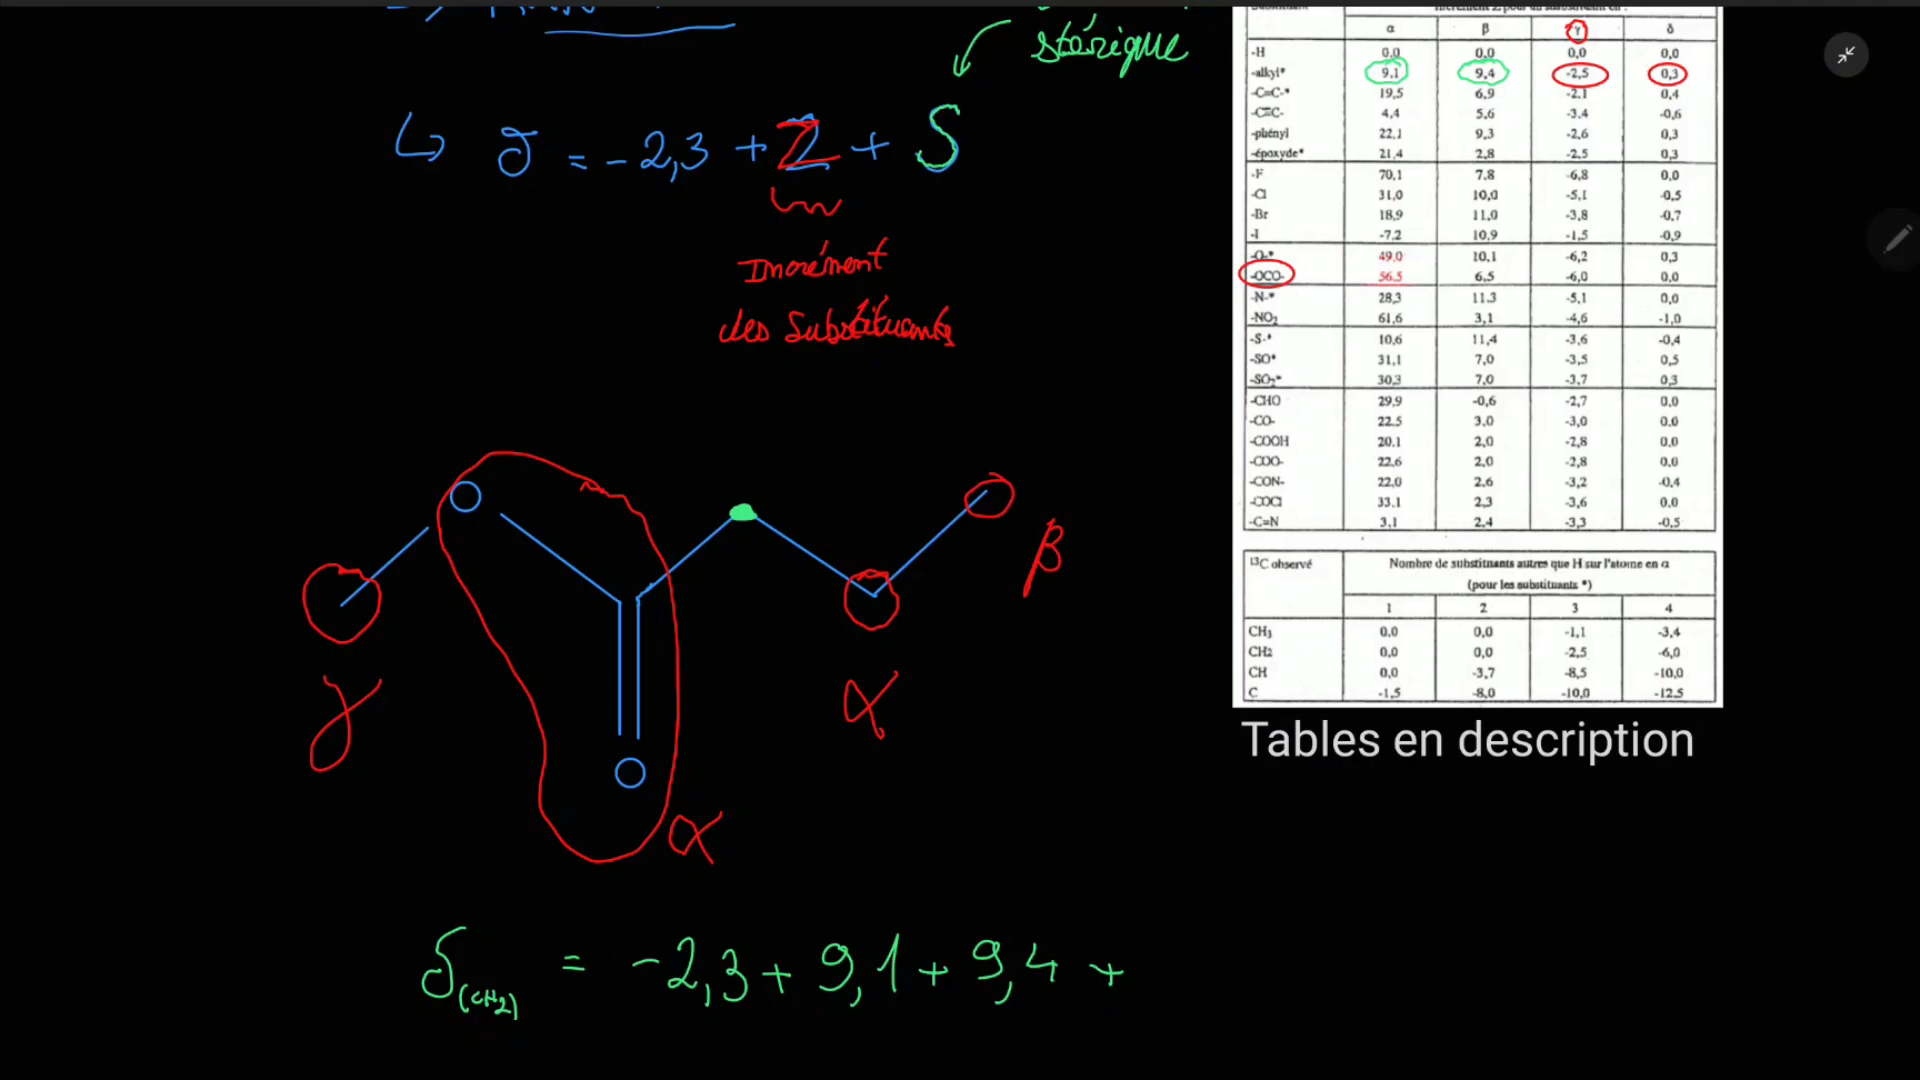 stérique
δ = -2,3 + Z + S
Incrément
des substituants
O
β
γ
α
O
α
δ(CH2) = -2,3 + 9,1 + 9,4 +
Incrément Z pour un substituant en :
α β γ δ
-H 0,0 0,0 0,0 0,0
-alkyl* 9,1 9,4 -2,5 0,3
-C=C-* 19,5 6,9 -2,1 0,4
-C≡C- 4,4 5,6 -3,4 -0,6
-phényl 22,1 9,3 -2,6 0,3
-époxyde* 21,4 2,8 -2,5 0,3
-F 70,1 7,8 -6,8 0,0
-Cl 31,0 10,0 -5,1 -0,5
-Br 18,9 11,0 -3,8 -0,7
-I -7,2 10,9 -1,5 -0,9
-O-* 49,0 10,1 -6,2 0,3
-OCO- 56,5 6,5 -6,0 0,0
-N-* 28,3 11,3 -5,1 0,0
-NO2 61,6 3,1 -4,6 -1,0
-S-* 10,6 11,4 -3,6 -0,4
-SO* 31,1 7,0 -3,5 0,5
-SO2* 30,3 7,0 -3,7 0,3
-CHO 29,9 -0,6 -2,7 0,0
-CO- 22,5 3,0 -3,0 0,0
-COOH 20,1 2,0 -2,8 0,0
-COO- 22,6 2,0 -2,8 0,0
-CON- 22,0 2,6 -3,2 -0,4
-COCl 33,1 2,3 -3,6 0,0
-C≡N 3,1 2,4 -3,3 -0,5
13C observé Nombre de substituants autres que H sur l'atome en α
(pour les substituants *)
1 2 3 4
CH3 0,0 0,0 -1,1 -3,4
CH2 0,0 0,0 -2,5 -6,0
CH 0,0 -3,7 -8,5 -10,0
C -1,5 -8,0 -10,0 -12,5
Tables en description